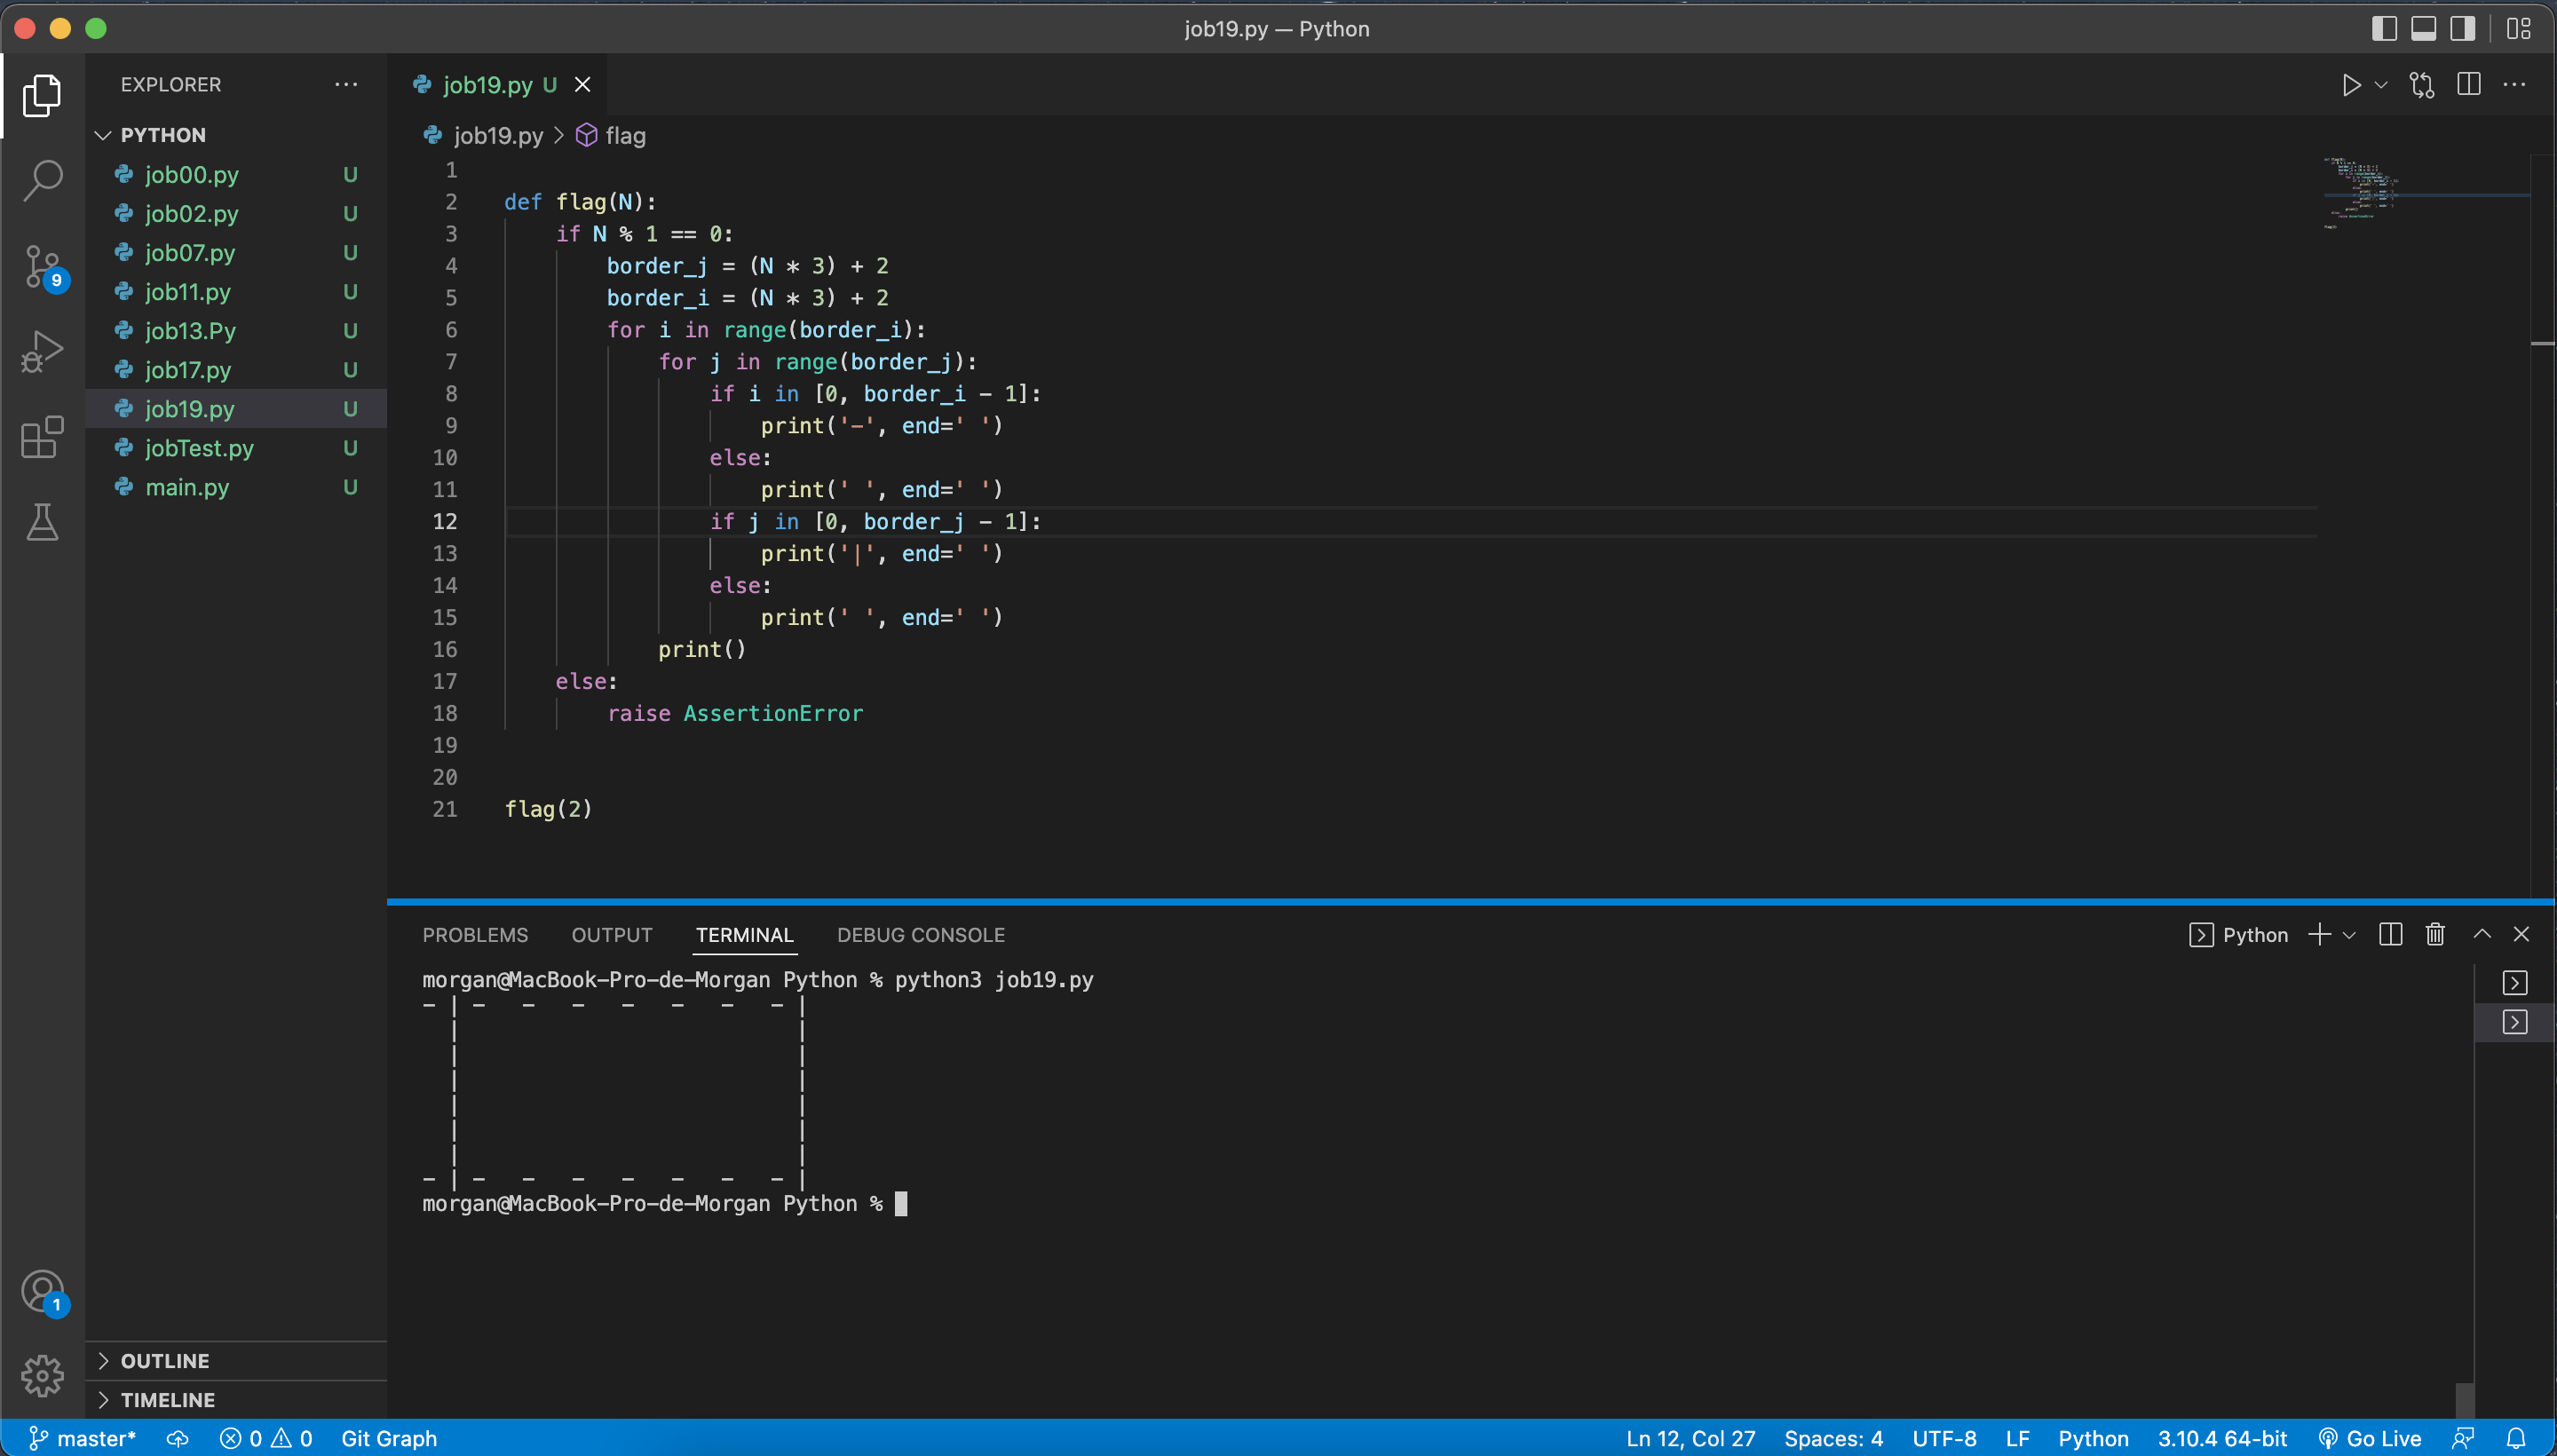 job19.py — Python
EXPLORER
PYTHON
job00.py U
job02.py U
job07.py U
job11.py U
job13.Py U
job17.py U
job19.py U
jobTest.py U
main.py U
OUTLINE
TIMELINE
9
1
job19.py U
job19.py > flag
1
2 def flag(N):
3     if N % 1 == 0:
4         border_j = (N * 3) + 2
5         border_i = (N * 3) + 2
6         for i in range(border_i):
7             for j in range(border_j):
8                 if i in [0, border_i - 1]:
9                     print('-', end=' ')
10                 else:
11                     print(' ', end=' ')
12                 if j in [0, border_j - 1]:
13                     print('|', end=' ')
14                 else:
15                     print(' ', end=' ')
16             print()
17     else:
18         raise AssertionError
19
20
21 flag(2)
PROBLEMS OUTPUT TERMINAL DEBUG CONSOLE Python
morgan@MacBook-Pro-de-Morgan Python % python3 job19.py
- | -   -   -   -   -   -   - |
  |                           |
  |                           |
  |                           |
  |                           |
  |                           |
  |                           |
- | -   -   -   -   -   -   - |
morgan@MacBook-Pro-de-Morgan Python %
master* 0 0 Git Graph Ln 12, Col 27 Spaces: 4 UTF-8 LF Python 3.10.4 64-bit Go Live